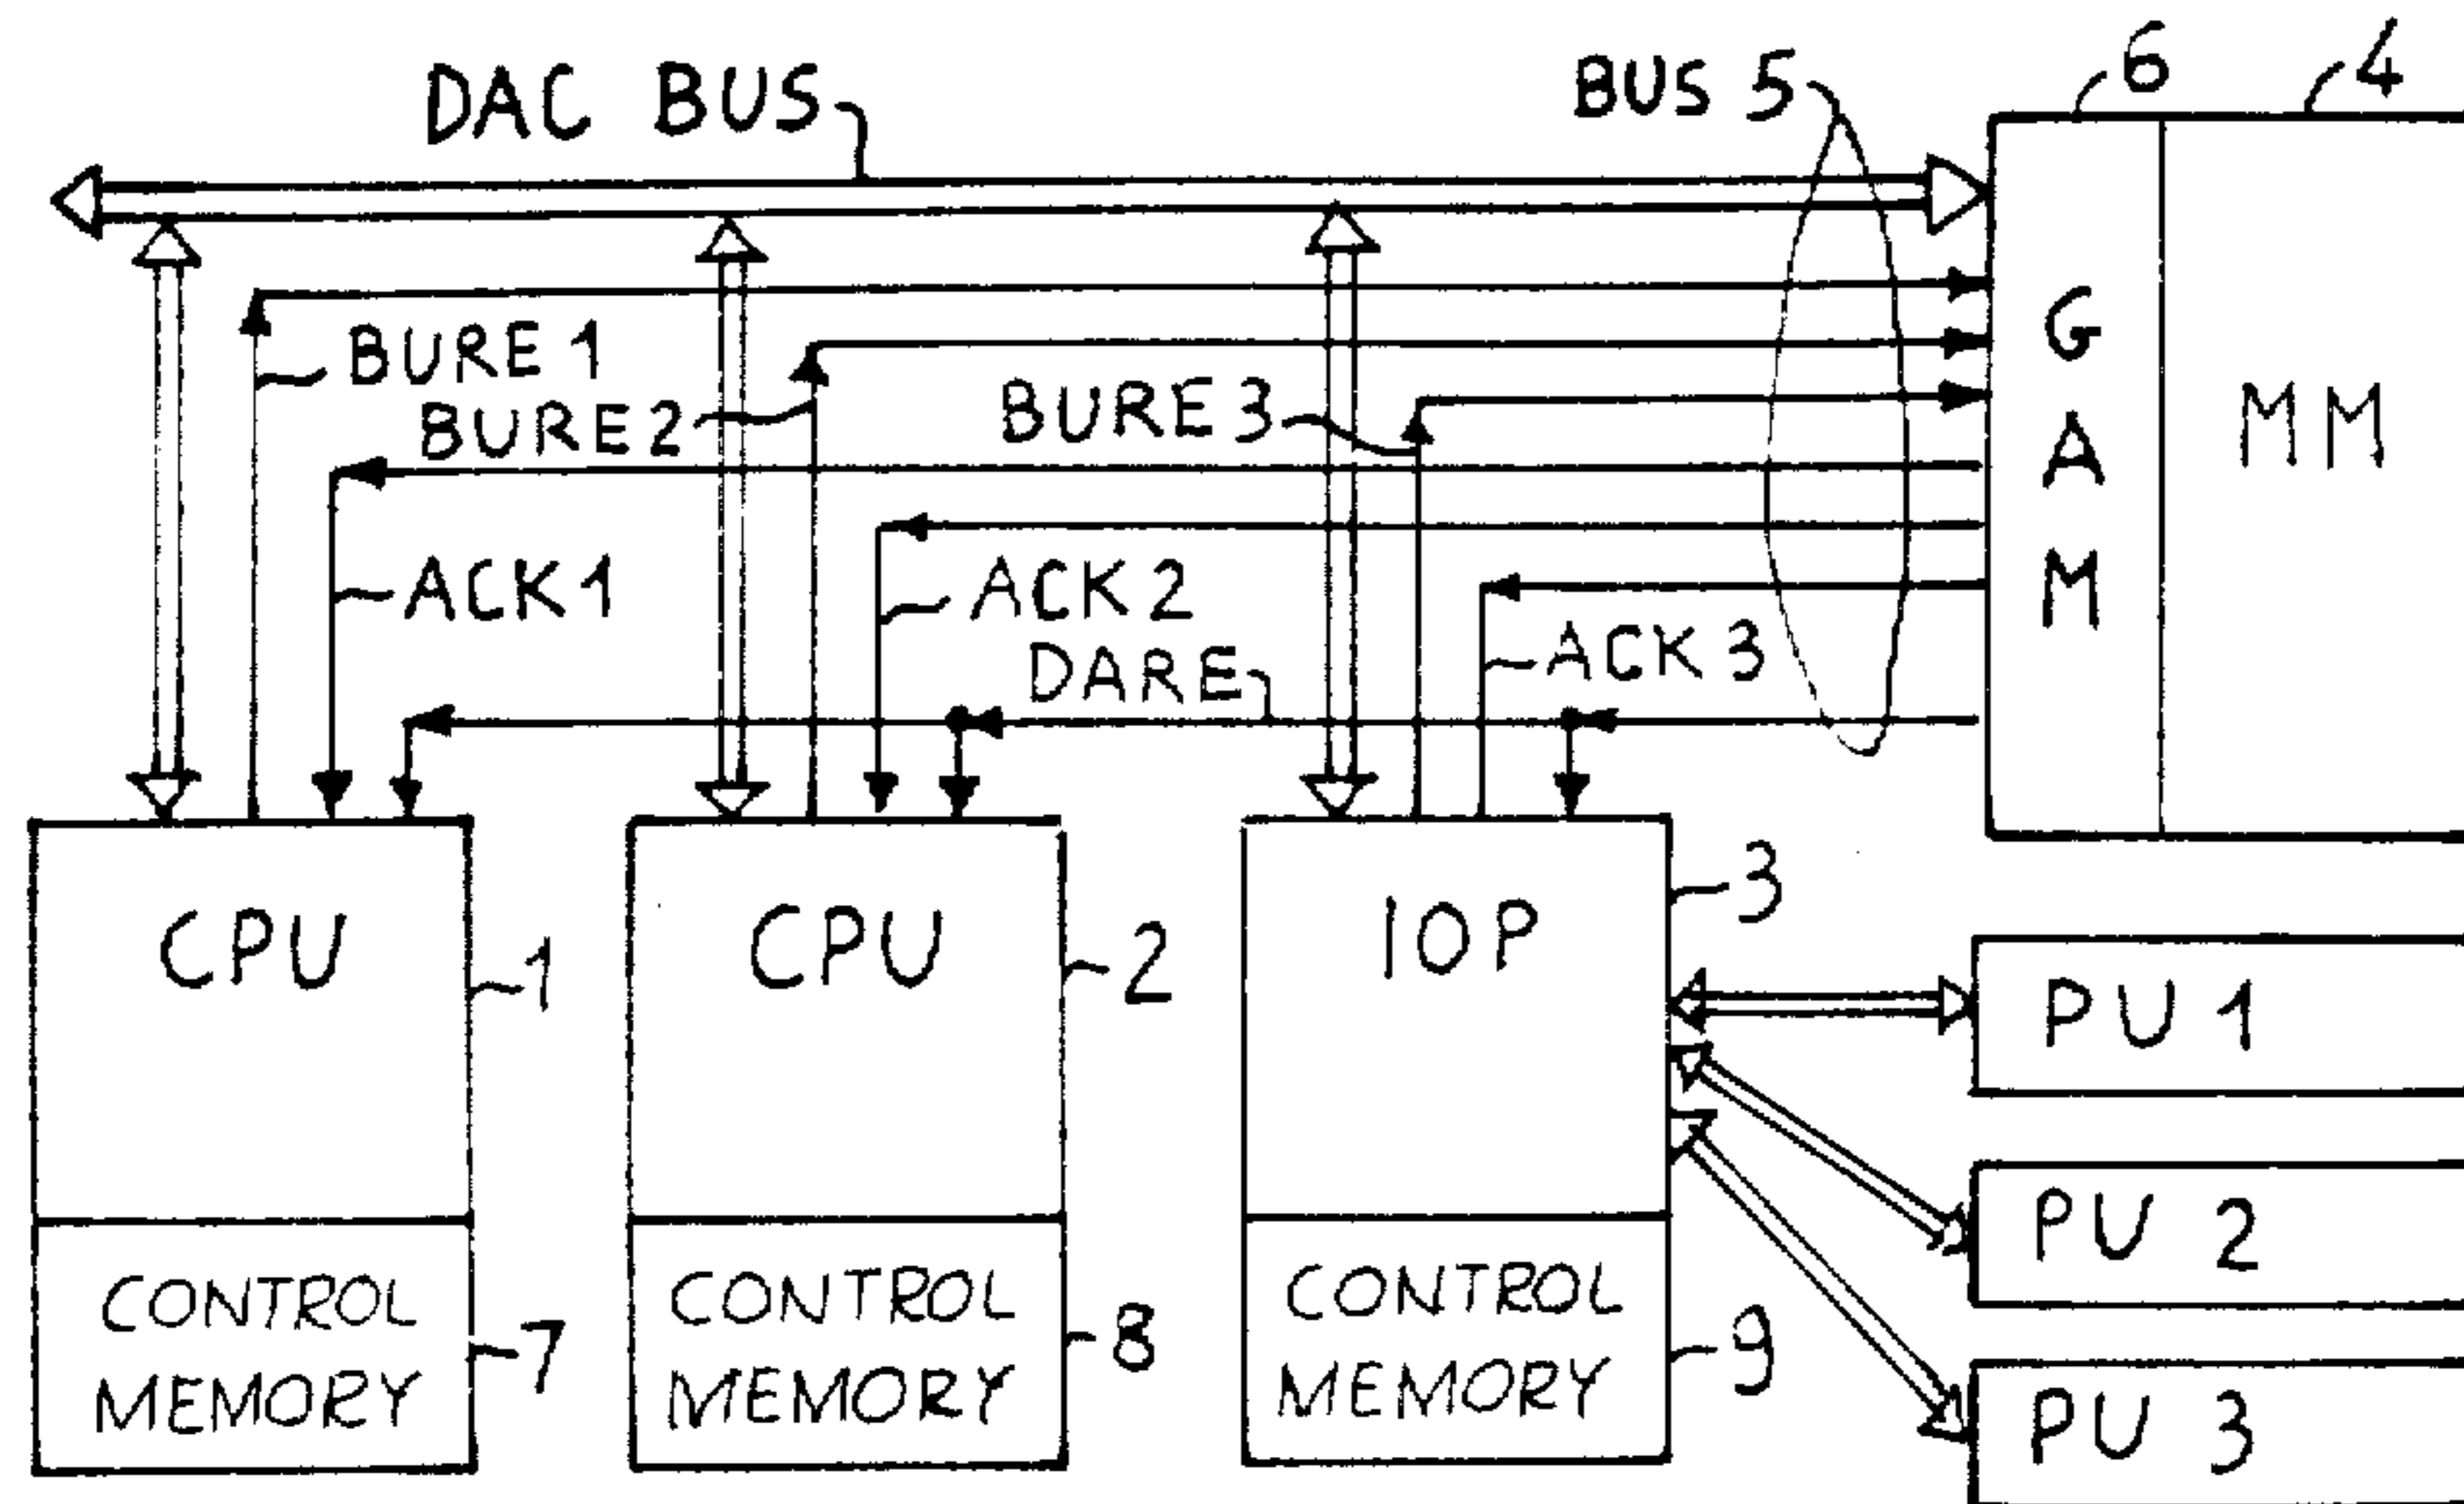 DAC BUS
BUS 5
6
4
BURE 1
BURE 2
BURE 3
G
A
M
MM
ACK 1
ACK 2
ACK 3
DARE
CPU
1
CPU
2
IOP
3
PU 1
PU 2
PU 3
CONTROL
MEMORY
7
CONTROL
MEMORY
8
CONTROL
MEMORY
9